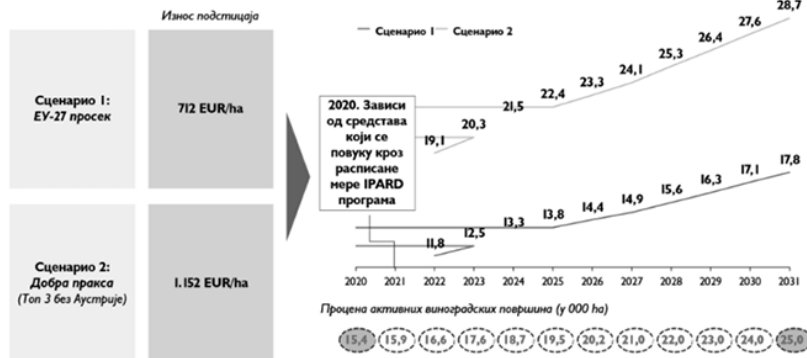 Износ подстицаја
Сценарио 1:
ЕУ-27 просек
712 EUR/ha
Сценарио 2:
Добра пракса
(Топ 3 без Аустрије)
1.152 EUR/ha
Сценарио 1 Сценарио 2
2020. Зависи
од средстава
који се
повуку кроз
расписане
мере IPARD
програма
19,1 20,3 21,5 22,4 23,3 24,1 25,3 26,4 27,6 28,7
11,8 12,5 13,3 13,8 14,4 14,9 15,6 16,3 17,1 17,8
2020 2021 2022 2023 2024 2025 2026 2027 2028 2029 2030 2031
Процена активних виноградских површина (у 000 ha)
15,4 15,9 16,6 17,6 18,7 19,5 20,2 21,0 22,0 23,0 24,0 25,0